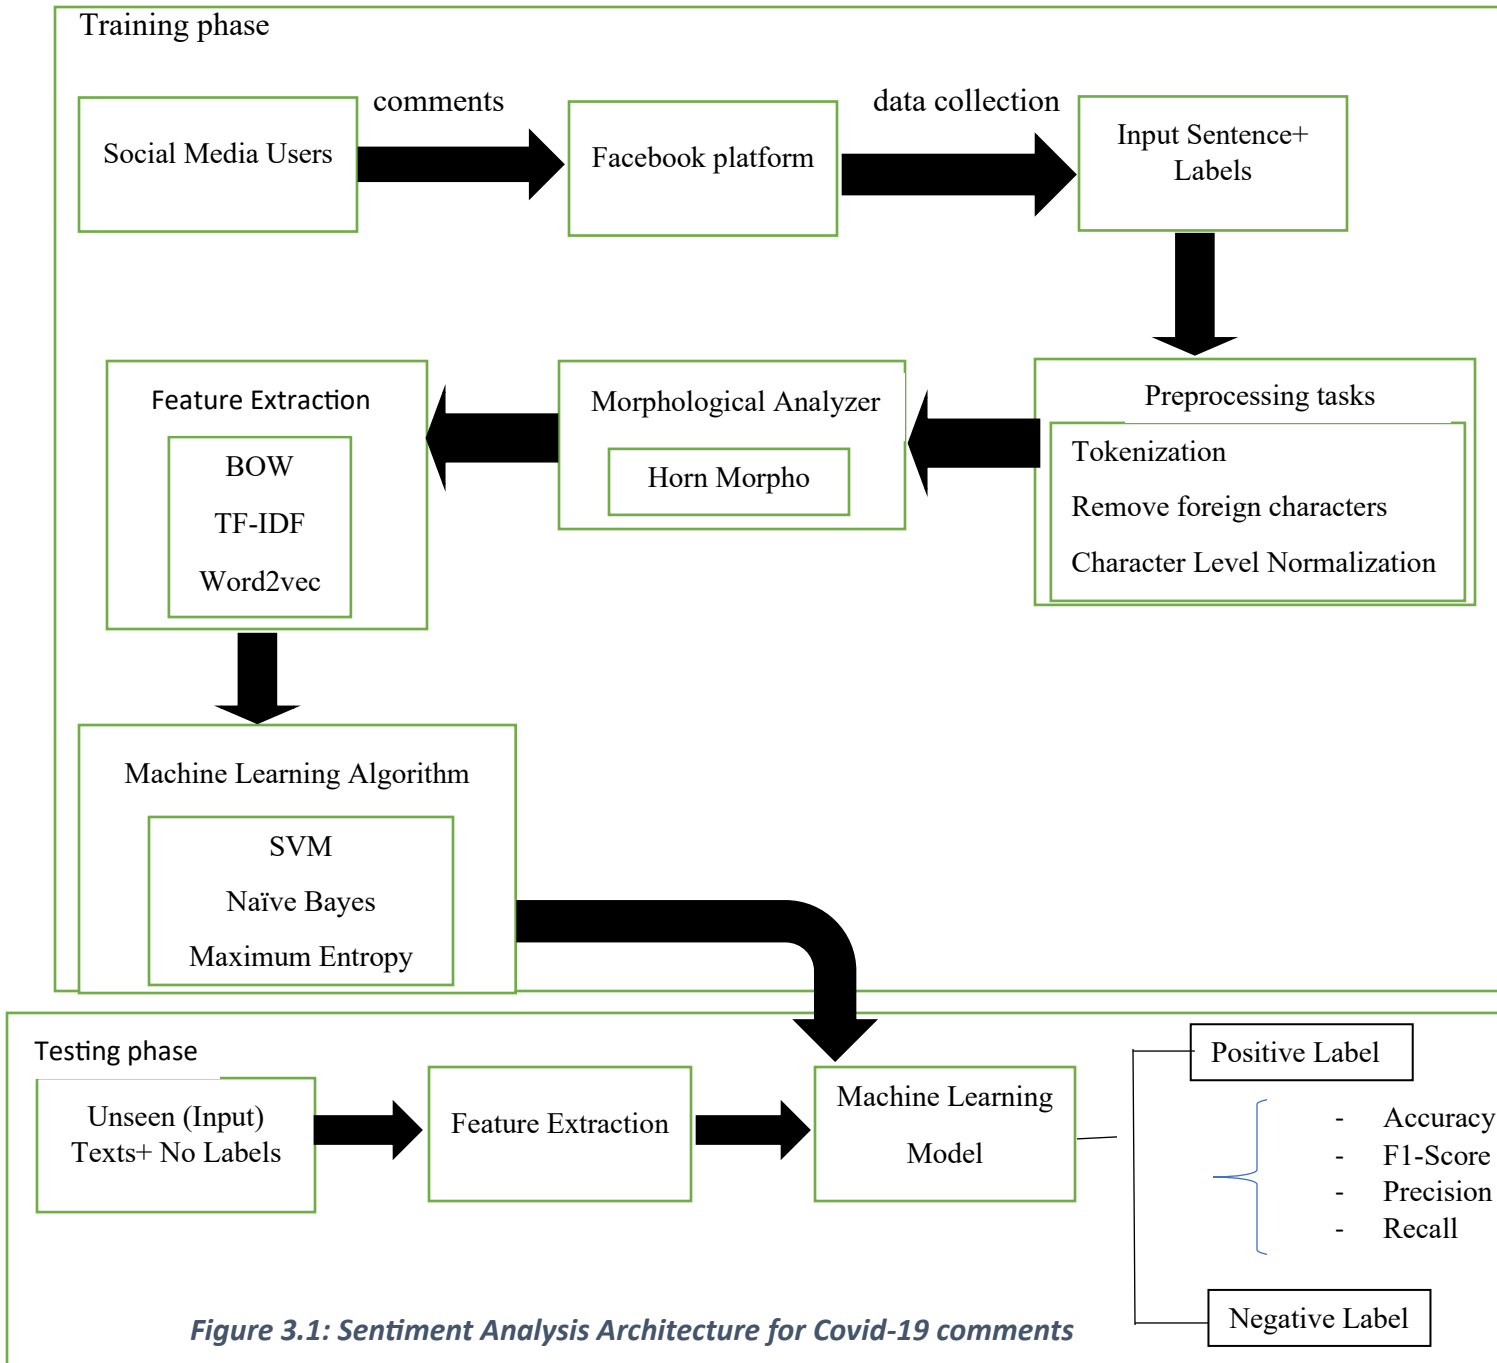 Training phase
comments
data collection
Social Media Users
Facebook platform
Input Sentence+
Labels
Feature Extraction
BOW
TF-IDF
Word2vec
Morphological Analyzer
Horn Morpho
Preprocessing tasks
Tokenization
Remove foreign characters
Character Level Normalization
Machine Learning Algorithm
SVM
Naïve Bayes
Maximum Entropy
Testing phase
Unseen (Input)
Texts+ No Labels
Feature Extraction
Machine Learning
Model
Positive Label
- Accuracy
- F1-Score
- Precision
- Recall
Negative Label
Figure 3.1: Sentiment Analysis Architecture for Covid-19 comments